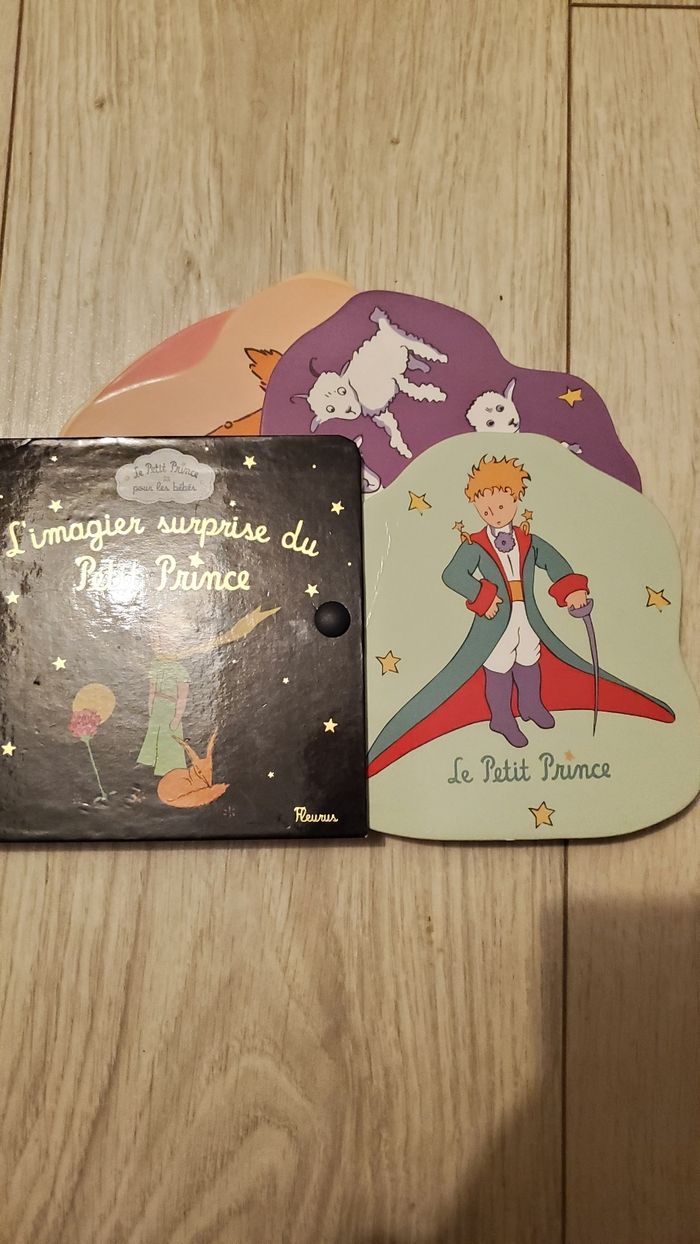 Le Petit Prince
pour les bébés
L'imagier surprise du
Petit Prince
Fleurus
Le Petit Prince